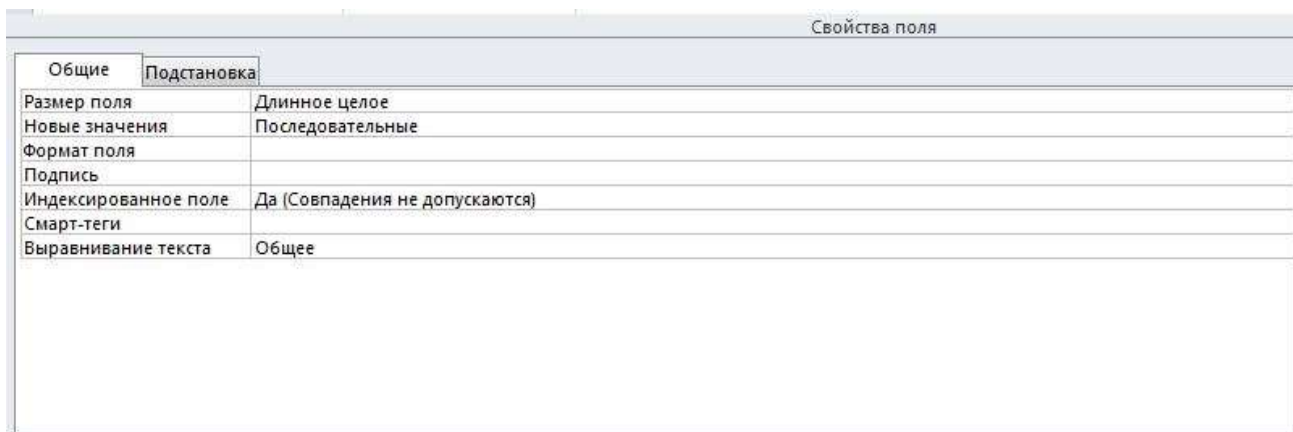 Свойства поля
Общие Подстановка
Размер поля Длинное целое
Новые значения Последовательные
Формат поля
Подпись
Индексированное поле Да (Совпадения не допускаются)
Смарт-теги
Выравнивание текста Общее